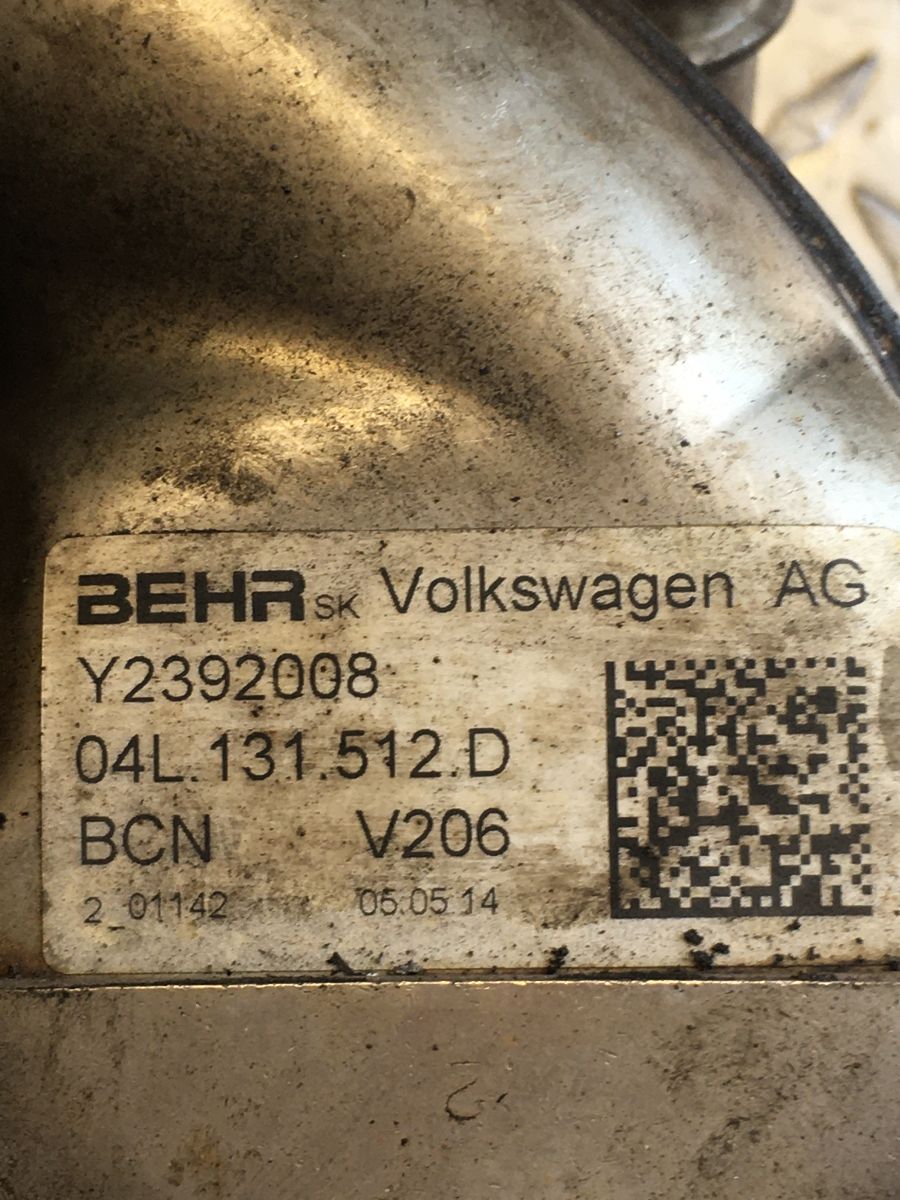 BEHR SK Volkswagen AG
Y2392008
04L.131.512.D
BCN V206
2_01142 05.05.14